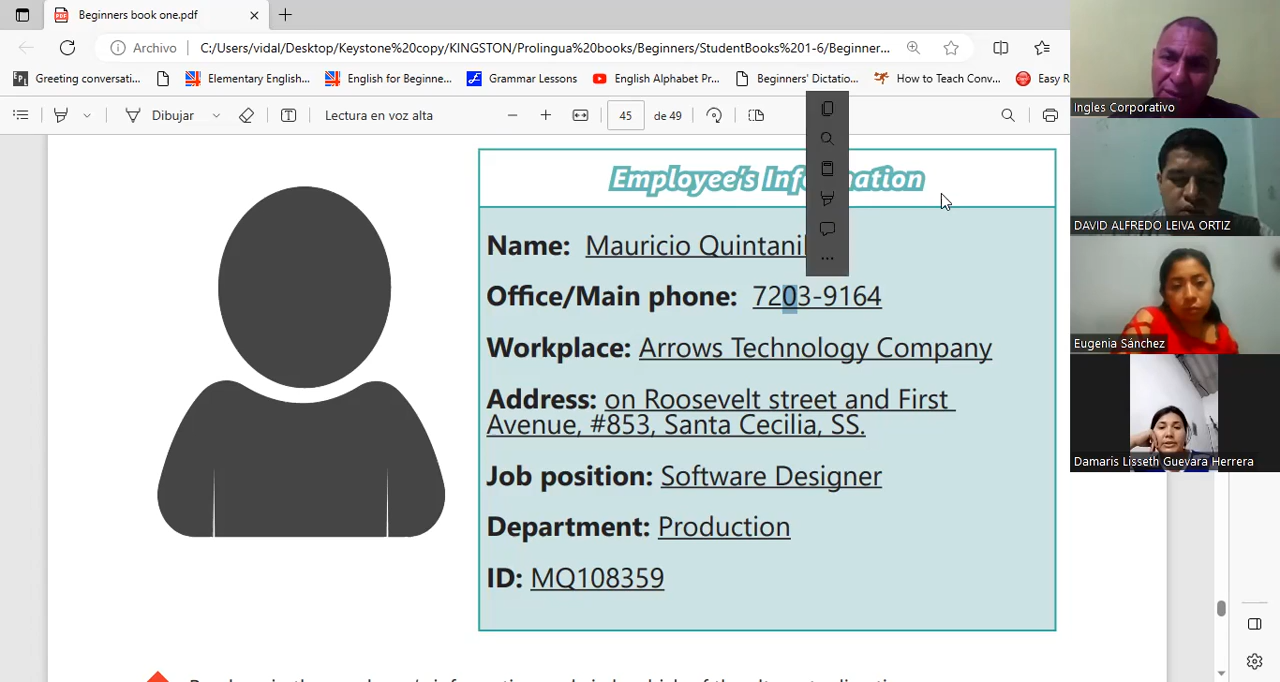 Beginners book one.pdf
Archivo
C:/Users/vidal/Desktop/Keystone%20copy/KINGSTON/Prolingua%20books/Beginners/StudentBooks%201-6/Beginner...
Greeting conversati...
Elementary English...
English for Beginne...
Grammar Lessons
English Alphabet Pr...
Beginners' Dictatio...
How to Teach Conv...
Easy R
Dibujar
Lectura en voz alta
45
de 49
Employee's Information
Name: Mauricio Quintanil
Office/Main phone: 7203-9164
Workplace: Arrows Technology Company
Address: on Roosevelt street and First
Avenue, #853, Santa Cecilia, SS.
Job position: Software Designer
Department: Production
ID: MQ108359
Ingles Corporativo
DAVID ALFREDO LEIVA ORTIZ
Eugenia Sánchez
Damaris Lisseth Guevara Herrera